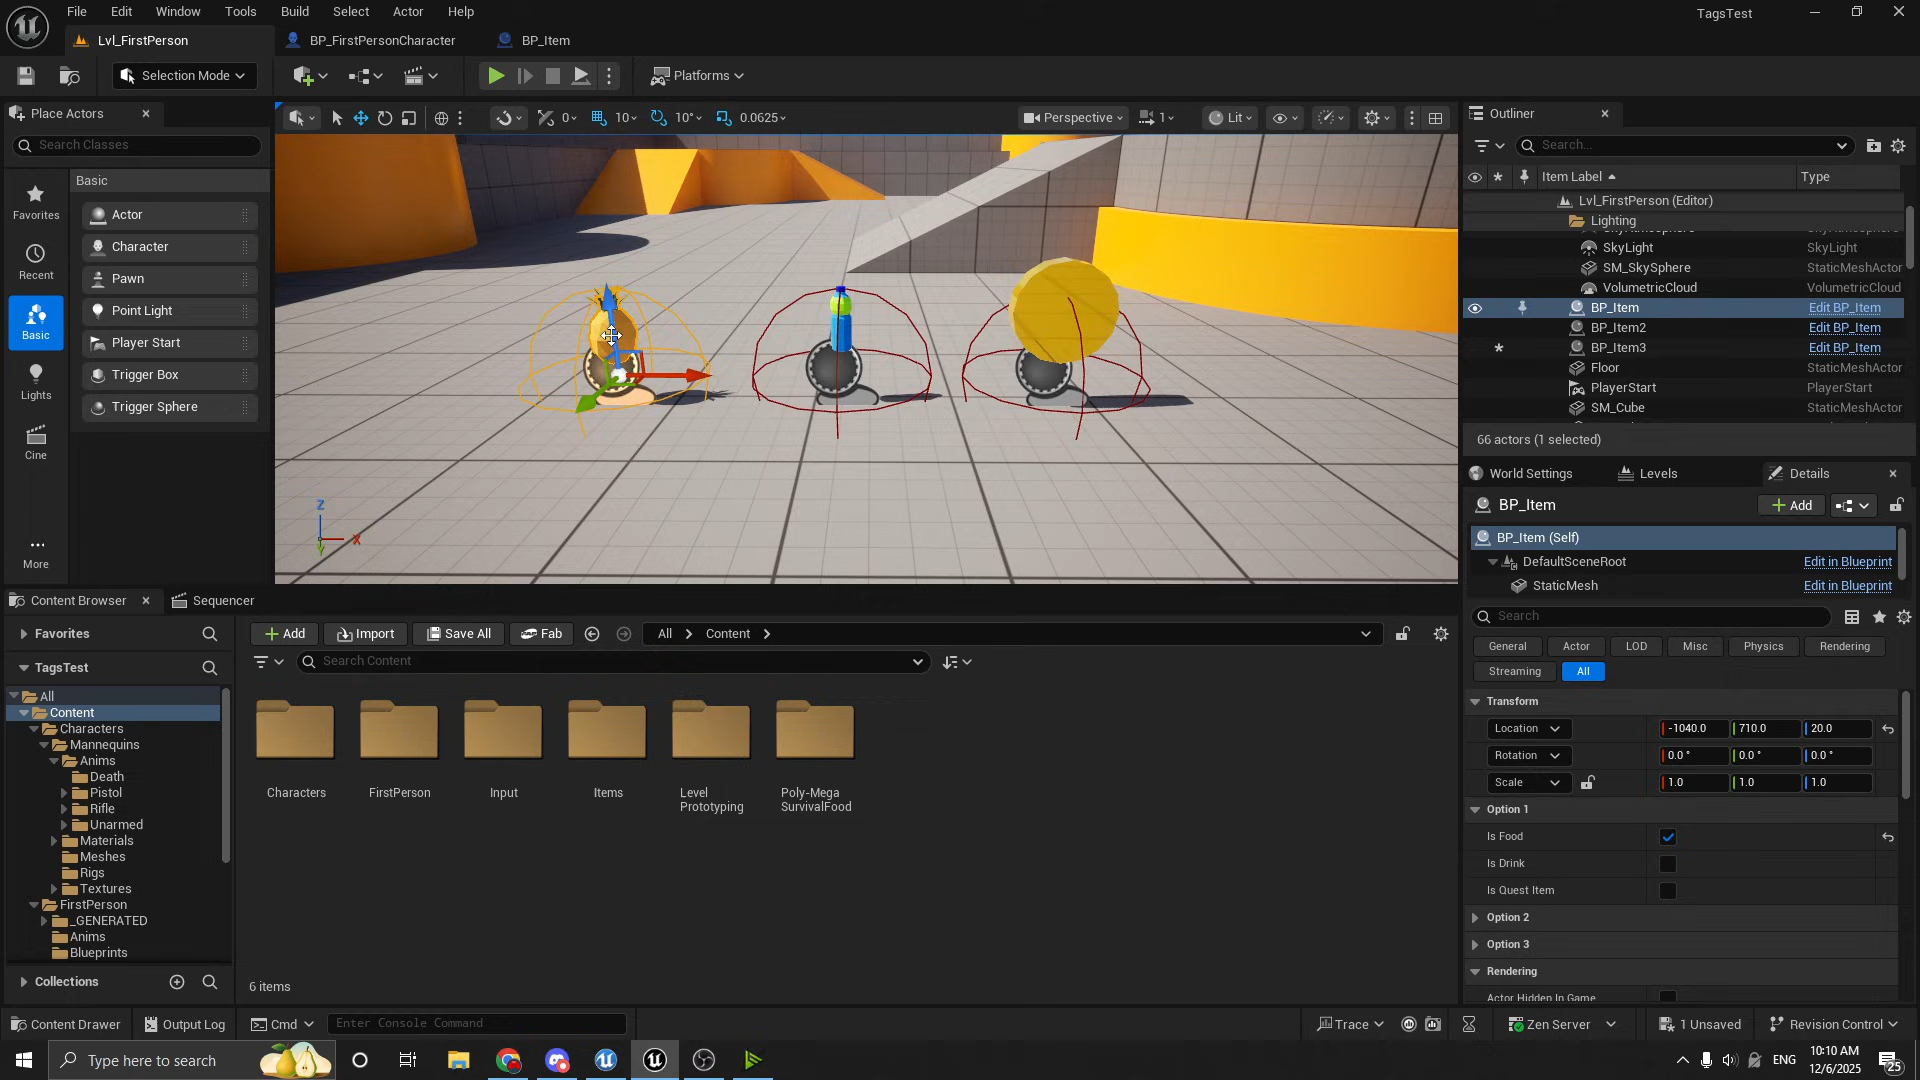 File Edit Window Tools Build Select Actor Help TagsTest
Lvl_FirstPerson BP_FirstPersonCharacter BP_Item
Selection Mode Platforms
Place Actors
Search Classes
Basic
Favorites
Recent
Basic
Lights
Cine
More
Actor
Character
Pawn
Point Light
Player Start
Trigger Box
Trigger Sphere
0 10 10° 0.0625 Perspective 1 Lit
Z
X
Y
Outliner
Search...
Item Label Type
Lvl_FirstPerson (Editor)
Lighting
SkyLight SkyLight
SM_SkySphere StaticMeshActor
VolumetricCloud VolumetricCloud
BP_Item Edit BP_Item
BP_Item2 Edit BP_Item
BP_Item3 Edit BP_Item
Floor StaticMeshActor
PlayerStart PlayerStart
SM_Cube StaticMeshActor
66 actors (1 selected)
World Settings Levels Details
BP_Item Add
BP_Item (Self)
DefaultSceneRoot Edit in Blueprint
StaticMesh Edit in Blueprint
Search
General Actor LOD Misc Physics Rendering
Streaming All
Transform
Location -1040.0 710.0 20.0
Rotation 0.0 ° 0.0 ° 0.0 °
Scale 1.0 1.0 1.0
Option 1
Is Food
Is Drink
Is Quest Item
Option 2
Option 3
Rendering
Actor Hidden In Game
Content Browser Sequencer
Favorites
TagsTest
All
Content
Characters
Mannequins
Anims
Death
Pistol
Rifle
Unarmed
Materials
Meshes
Rigs
Textures
FirstPerson
_GENERATED
Anims
Blueprints
Collections
Add Import Save All Fab All Content
Search Content
Characters FirstPerson Input Items Level Poly-Mega
Prototyping SurvivalFood
6 items
Content Drawer Output Log Cmd Enter Console Command Trace Zen Server 1 Unsaved Revision Control
Type here to search
ENG
10:10 AM
12/6/2025
25